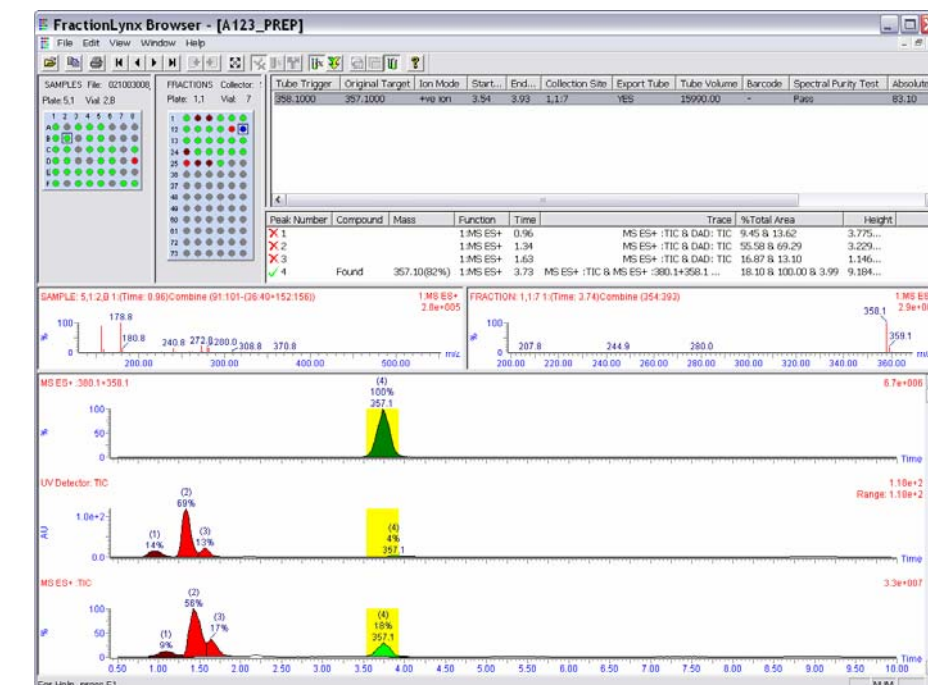 FractionLynx Browser - [A123_PREP]
File Edit View Window Help
SAMPLES File: 021003008,
Plate 5,1 Vial: 2,B
1 2 3 4 5 6 7 8
A
B
C
D
E
F
FRACTIONS Collector:
Plate: 1,1 Vial: 7
1
12
13
24
25
36
37
48
49
60
61
72
73
Tube Trigger Original Target Ion Mode Start... End... Collection Site Export Tube Tube Volume Barcode Spectral Purity Test Absolute
358.1000 357.1000 +ve ion 3.54 3.93 1,1:7 YES 15990.00 - Pass 83.10
Peak Number Compound Mass Function Time Trace %Total Area Height
1 1:MS ES+ 0.96 MS ES+ :TIC & DAD: TIC 9.45 & 13.62 3.775...
2 1:MS ES+ 1.34 MS ES+ :TIC & DAD: TIC 55.58 & 69.29 3.229...
3 1:MS ES+ 1.63 MS ES+ :TIC & DAD: TIC 16.87 & 13.10 1.146...
4 Found 357.10(82%) 1:MS ES+ 3.73 MS ES+ :TIC & MS ES+ :380.1+358.1 ... 18.10 & 100.00 & 3.99 9.184...
SAMPLE: 5,1:2,B 1:(Time: 0.96)Combine (91:101-(36:40+152:156))
1:MS ES+
2.8e+005
178.8
100
%
0
180.8 240.8 272.8 280.0 308.8 370.8
200.00 300.00 400.00 500.00 m/z
FRACTION: 1,1:7 1:(Time: 3.74)Combine (354:393)
1:MS ES
358.1
100
%
0
207.8 244.9 280.0 359.1
200.00 220.00 240.00 260.00 280.00 300.00 320.00 340.00 360.00
MS ES+ :380.1+358.1
6.7e+006
(4)
100%
357.1
100
%
50
0
Time
UV Detector: TIC
1.18e+2
Range: 1.18e+2
(2)
69%
1.0e+2
AU
0.0
(1)
14%
(3)
13%
(4)
4%
357.1
Time
MS ES+ :TIC
3.3e+007
(2)
56%
100
%
50
0
(1)
9%
(3)
17%
(4)
18%
357.1
Time
0.50 1.00 1.50 2.00 2.50 3.00 3.50 4.00 4.50 5.00 5.50 6.00 6.50 7.00 7.50 8.00 8.50 9.00 9.50 10.00
For Help, press F1
NUM